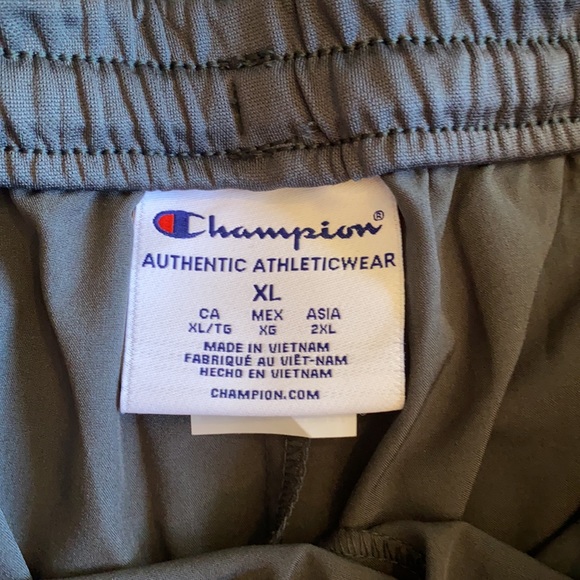 Champion®
AUTHENTIC ATHLETICWEAR
XL
CA MEX ASIA
XL/TG XG 2XL
MADE IN VIETNAM
FABRIQUÉ AU VIÊT-NAM
HECHO EN VIETNAM
CHAMPION.COM